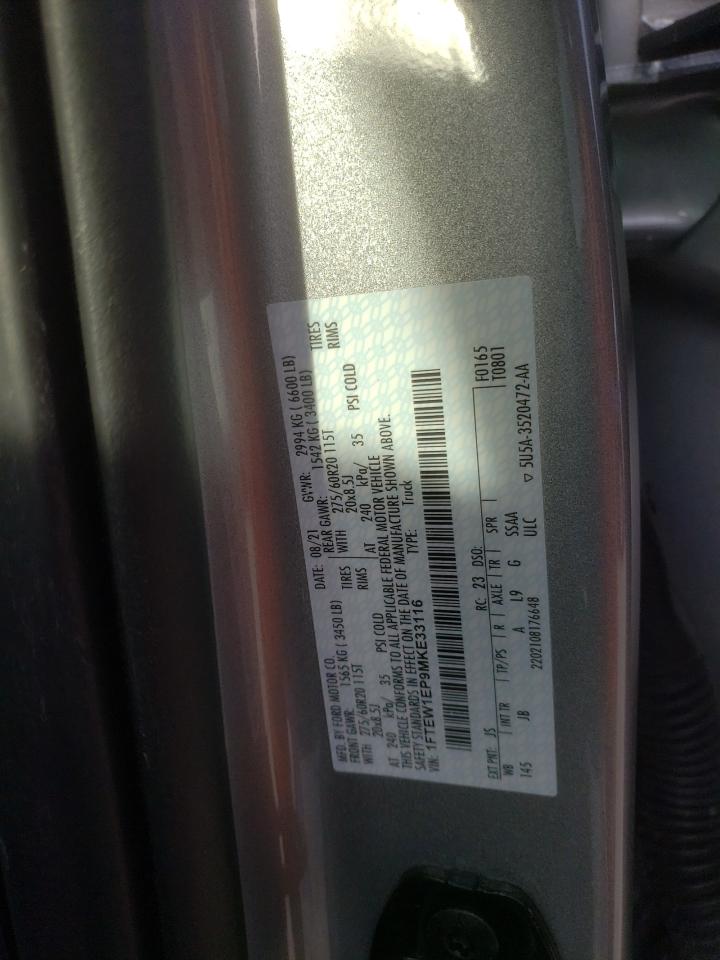 MFD. BY FORD MOTOR CO.
DATE: 08/21 GVWR: 2994 KG ( 6600 LB)
FRONT GAWR: 1565 KG ( 3450 LB) REAR GAWR: 1542 KG ( 3400 LB)
WITH 275/60R20 115T TIRES WITH 275/60R20 115T TIRES
20x8.5J RIMS 20x8.5J RIMS
AT 240 kPa/ 35 PSI COLD AT 240 kPa/ 35 PSI COLD
THIS VEHICLE CONFORMS TO ALL APPLICABLE FEDERAL MOTOR VEHICLE
SAFETY STANDARDS IN EFFECT ON THE DATE OF MANUFACTURE SHOWN ABOVE.
VIN: 1FTEW1EP9MKE33116 TYPE: Truck
F0165
T0801
EXT PNT: JS RC: 23 DSO:
WB INT TR TP/PS R AXLE TR SPR
145 JB A L9 G SSAA
ULC
2202108176648 ▽ 5U5A-3520472-AA